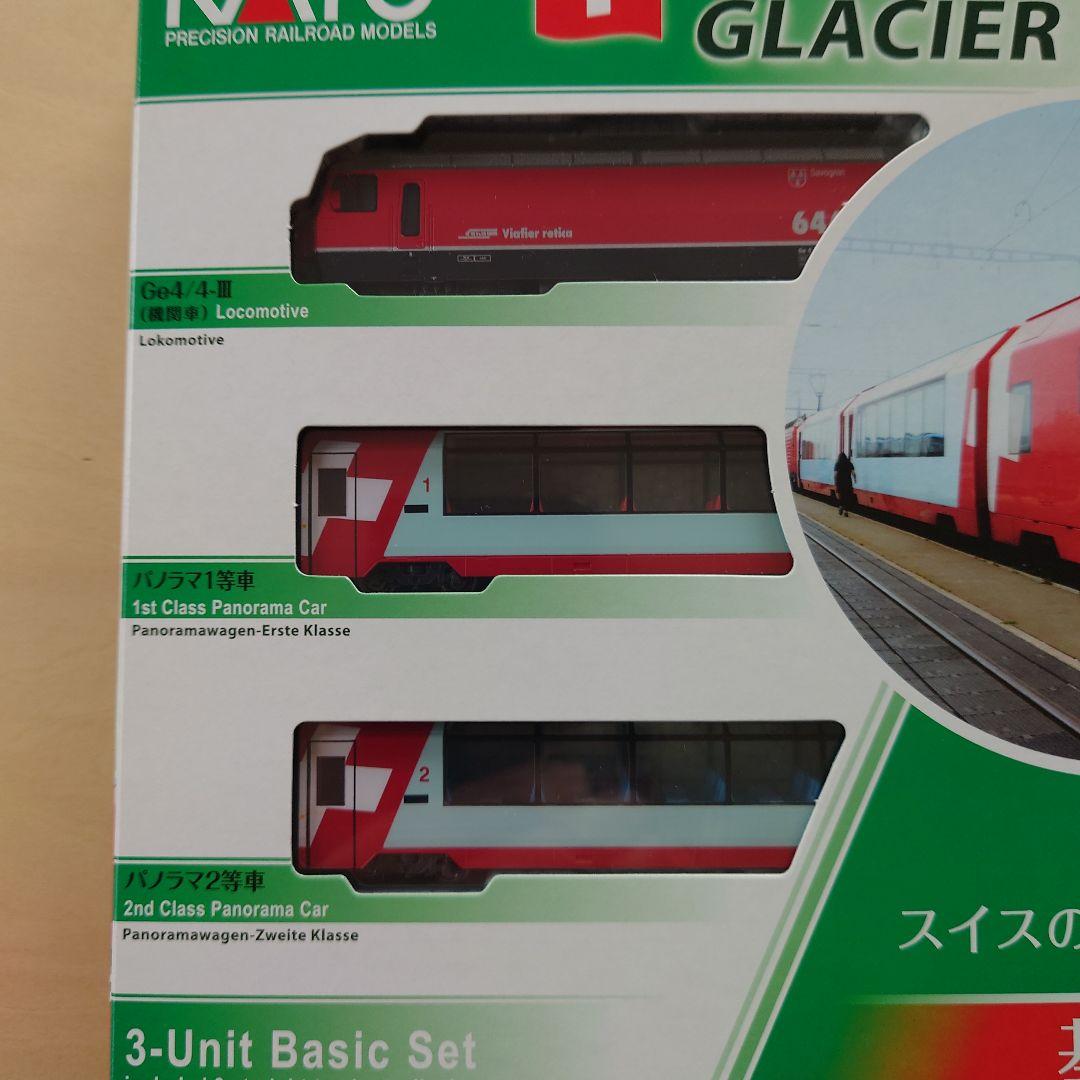 KATO
PRECISION RAILROAD MODELS
GLACIER
Savognin
Viafier retica
64
Ge4/4-Ⅲ
(機関車) Locomotive
Lokomotive
1
パノラマ1等車
1st Class Panorama Car
Panoramawagen-Erste Klasse
2
パノラマ2等車
2nd Class Panorama Car
Panoramawagen-Zweite Klasse
スイスの
3-Unit Basic Set